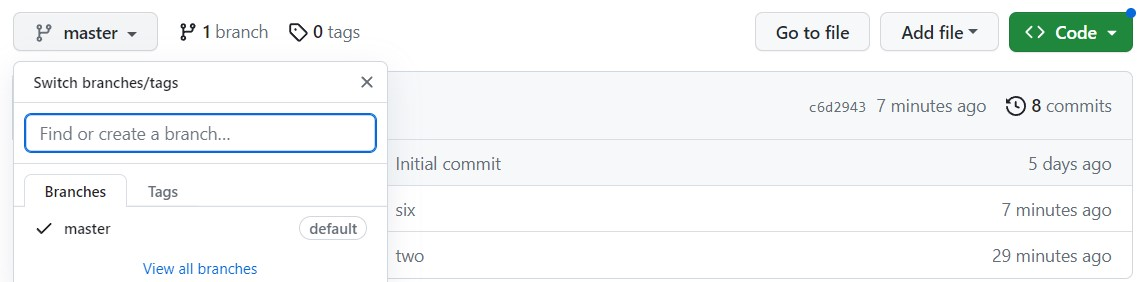 master 1 branch 0 tags Go to file Add file Code
Switch branches/tags
c6d2943 7 minutes ago 8 commits
Find or create a branch...
Initial commit 5 days ago
Branches Tags
six 7 minutes ago
master default
two 29 minutes ago
View all branches